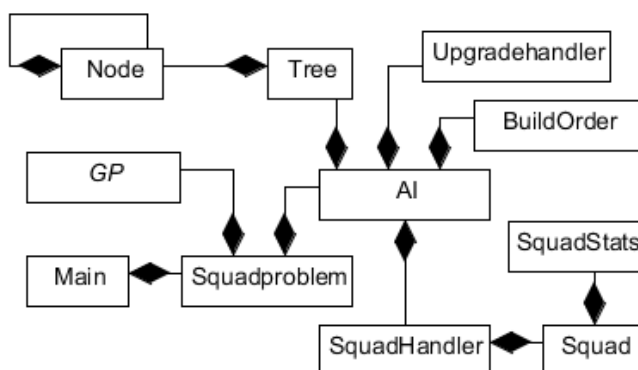 Upgradehandler
Node
Tree
BuildOrder
GP
AI
SquadStats
Main
Squadproblem
SquadHandler
Squad